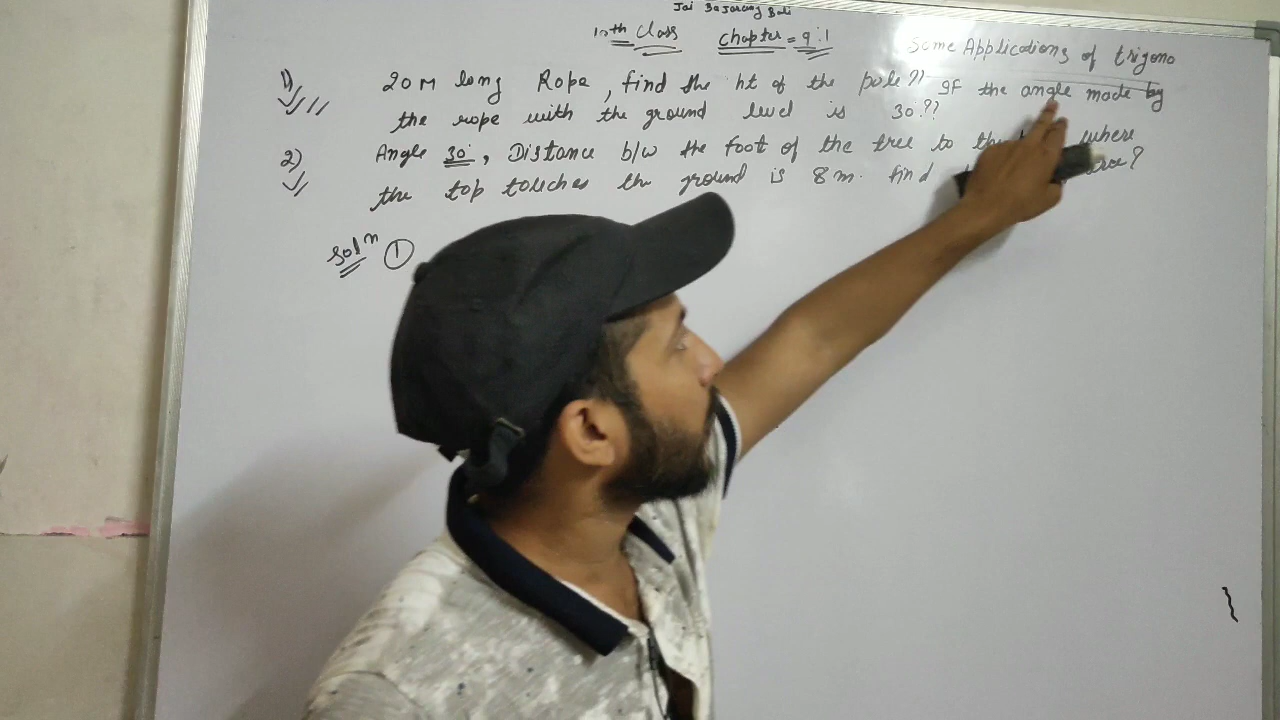 Jai Bajarang Bali
10th Class chapter = 9.1
Some Applications of trigono
1) 20M long Rope, find the ht of the pole?? If the angle made by
the rope with the ground level is 30°??
2) Angle 30°, Distance b/w the foot of the tree to the where
the top touches the ground is 8m. find tree?
Solⁿ ①